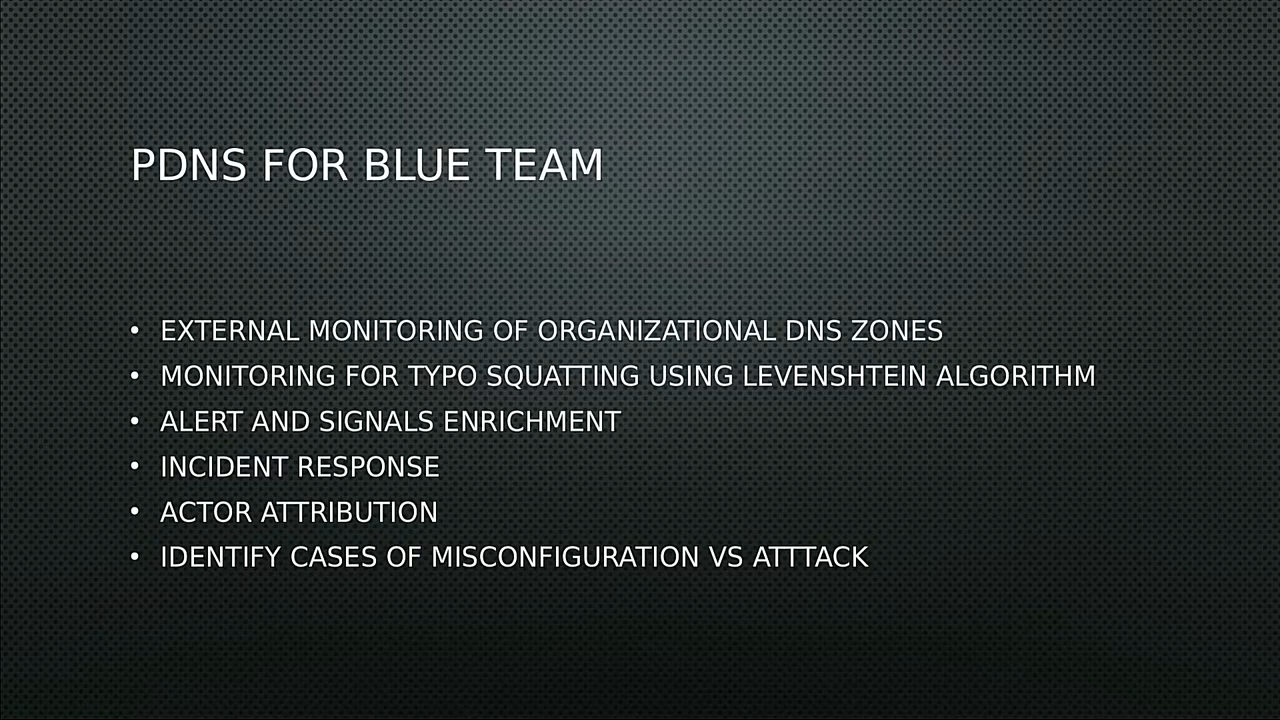 PDNS FOR BLUE TEAM
• EXTERNAL MONITORING OF ORGANIZATIONAL DNS ZONES
• MONITORING FOR TYPO SQUATTING USING LEVENSHTEIN ALGORITHM
• ALERT AND SIGNALS ENRICHMENT
• INCIDENT RESPONSE
• ACTOR ATTRIBUTION
• IDENTIFY CASES OF MISCONFIGURATION VS ATTTACK